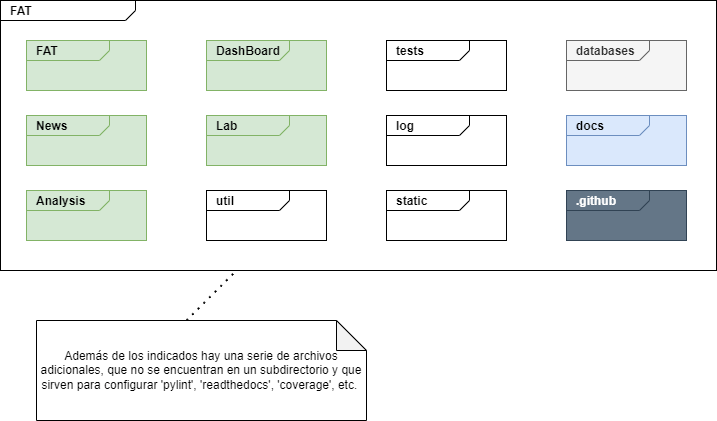 FAT
FAT
DashBoard
tests
databases
News
Lab
log
docs
Analysis
util
static
.github
Además de los indicados hay una serie de archivos
adicionales, que no se encuentran en un subdirectorio y que
sirven para configurar 'pylint', 'readthedocs', 'coverage', etc.